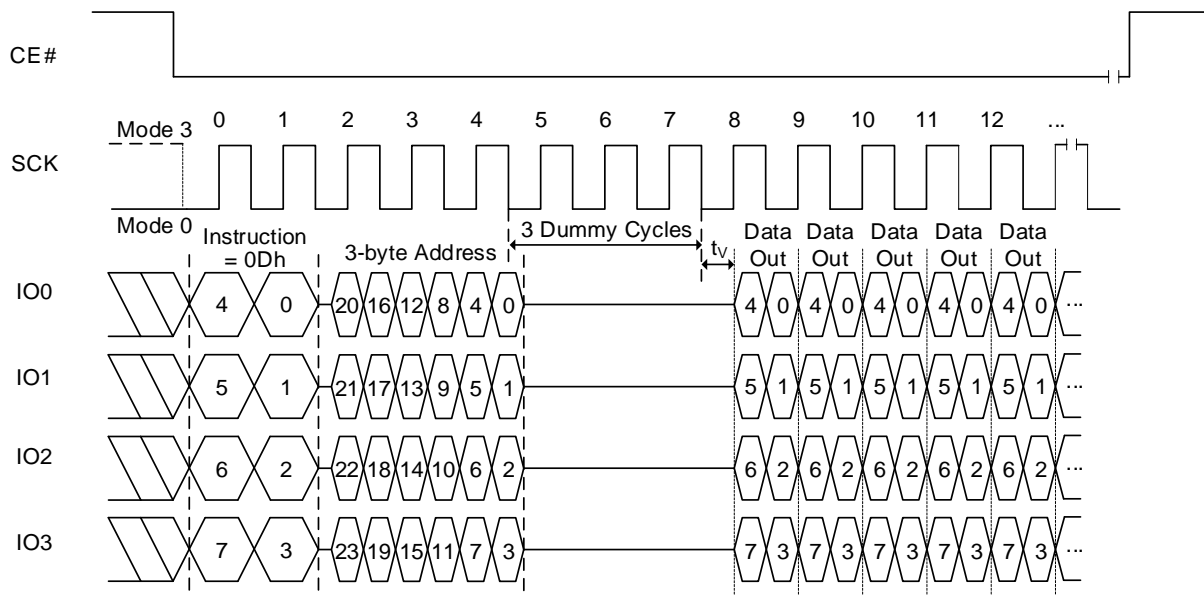 CE#
0 1 2 3 4 5 6 7 8 9 10 11 12 ...
Mode 3
SCK
Mode 0
3 Dummy Cycles
Instruction = 0Dh
3-byte Address
tV
Data Out Data Out Data Out Data Out Data Out
IO0 4 0 20 16 12 8 4 0 4 0 4 0 4 0 4 0 4 0 ...
IO1 5 1 21 17 13 9 5 1 5 1 5 1 5 1 5 1 5 1 ...
IO2 6 2 22 18 14 10 6 2 6 2 6 2 6 2 6 2 6 2 ...
IO3 7 3 23 19 15 11 7 3 7 3 7 3 7 3 7 3 7 3 ...